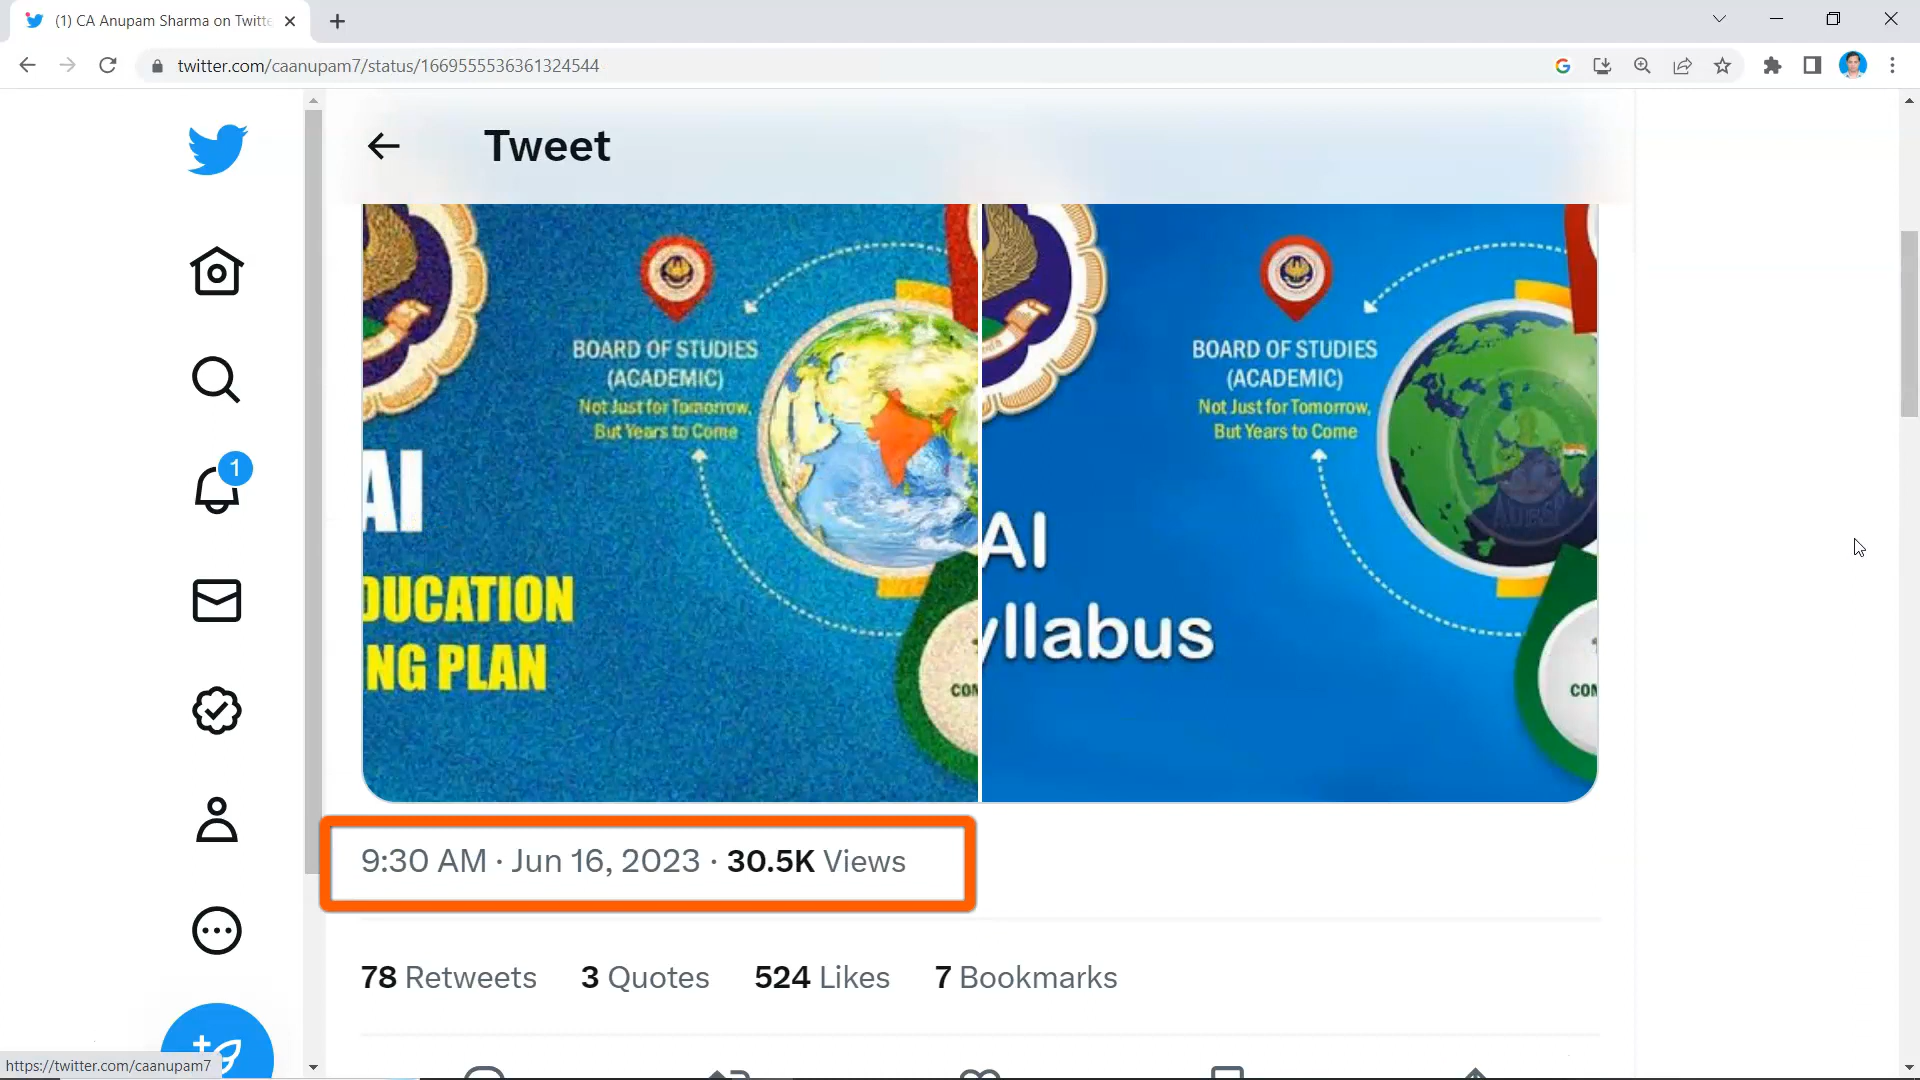 (1) CA Anupam Sharma on Twitte
twitter.com/caanupam7/status/1669555536361324544
Tweet
BOARD OF STUDIES
(ACADEMIC)
Not Just for Tomorrow,
But Years to Come
AI
DUCATION
NG PLAN
CON
BOARD OF STUDIES
(ACADEMIC)
Not Just for Tomorrow,
But Years to Come
AI
yllabus
CON
1
9:30 AM · Jun 16, 2023 · 30.5K Views
78 Retweets 3 Quotes 524 Likes 7 Bookmarks
https://twitter.com/caanupam7